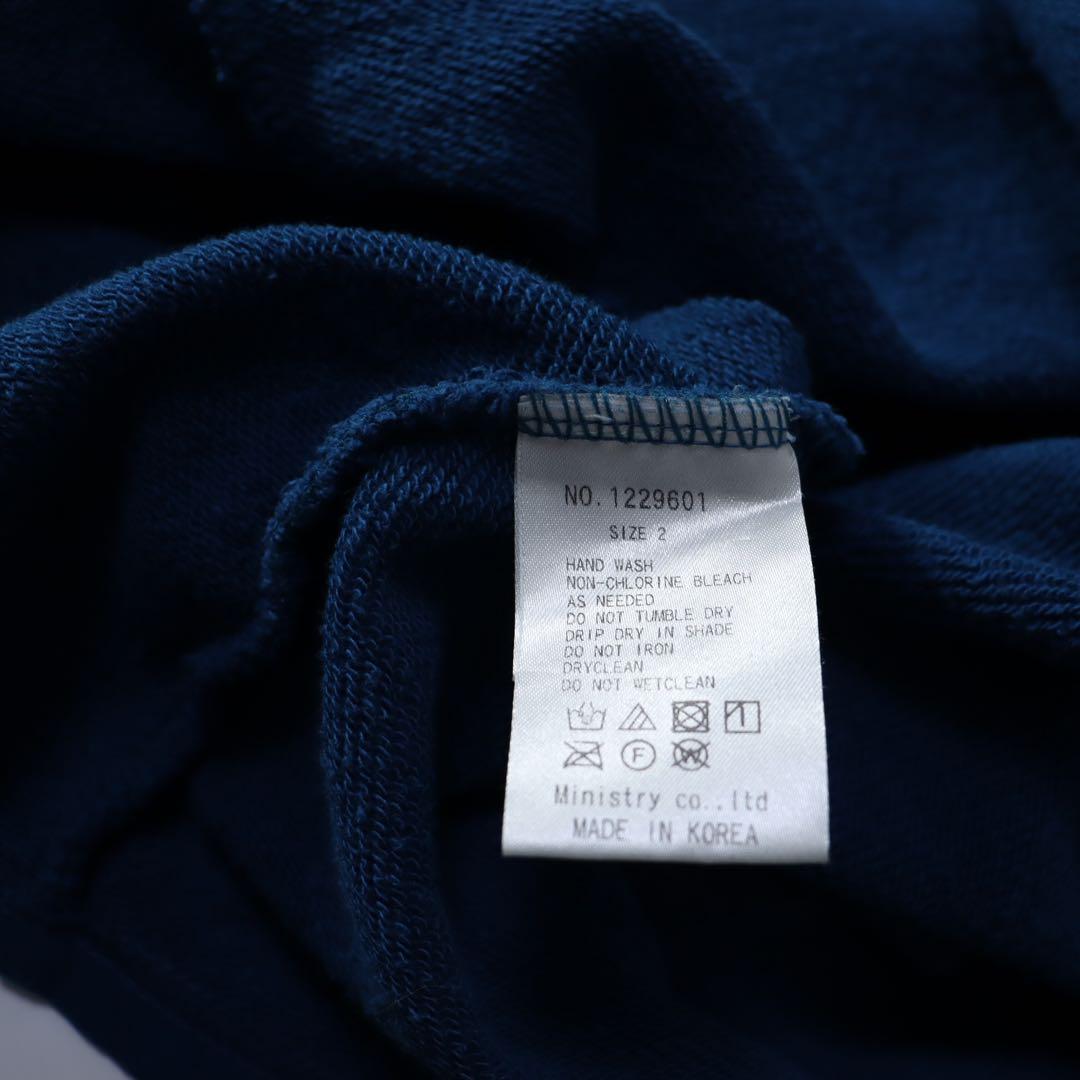 NO. 1229601
SIZE 2
HAND WASH
NON-CHLORINE BLEACH
AS NEEDED
DO NOT TUMBLE DRY
DRIP DRY IN SHADE
DO NOT IRON
DRYCLEAN
DO NOT WETCLEAN
F W
Ministry co.,ltd
MADE IN KOREA